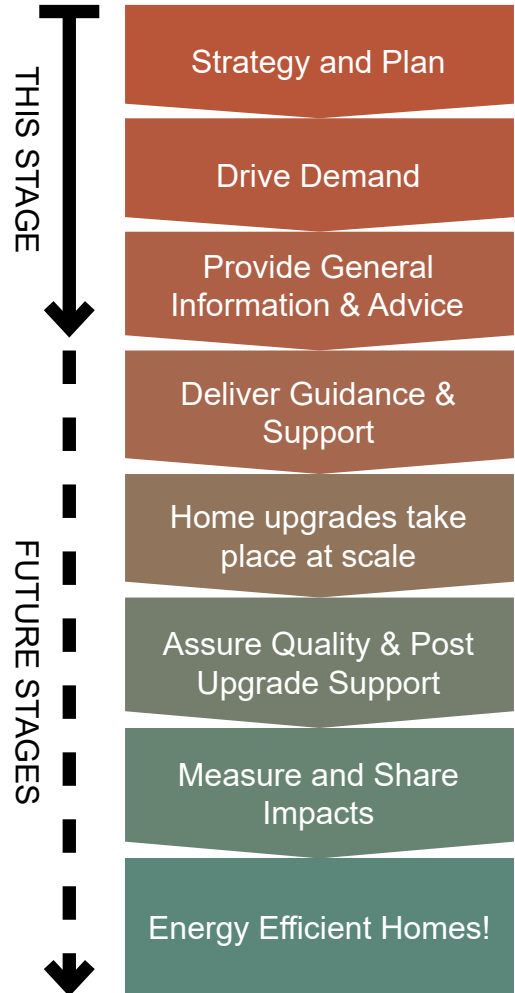 THIS STAGE
Strategy and Plan
Drive Demand
Provide General
Information & Advice
FUTURE STAGES
Deliver Guidance &
Support
Home upgrades take
place at scale
Assure Quality & Post
Upgrade Support
Measure and Share
Impacts
Energy Efficient Homes!